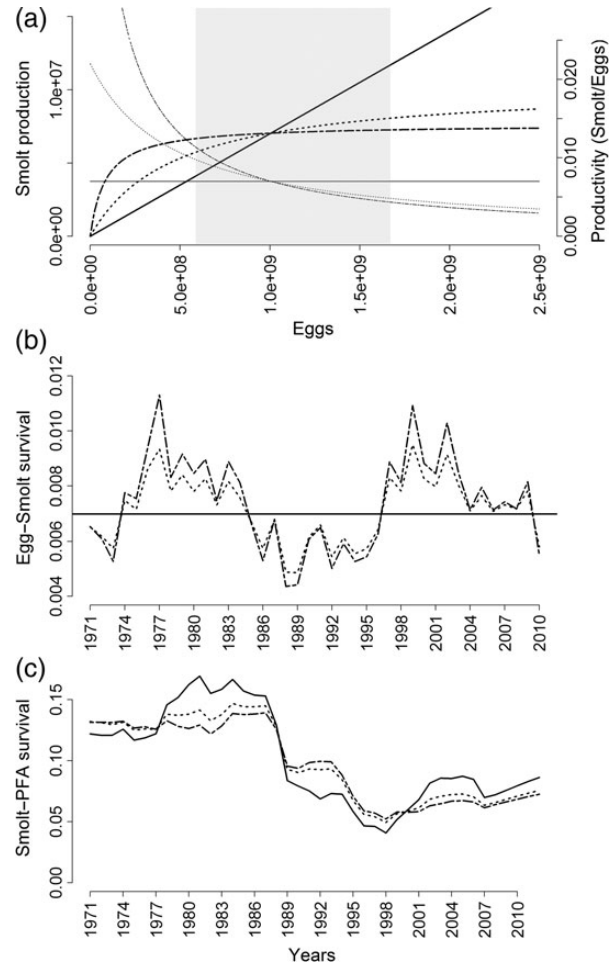 (a)
Smolt production
0.0e+00
1.0e+07
Productivity (Smolt/Eggs)
0.000
0.010
0.020
0.0e+00
5.0e+08
1.0e+09
1.5e+09
2.0e+09
2.5e+09
Eggs
(b)
Egg–Smolt survival
0.012
0.010
0.008
0.006
0.004
1971
1974
1977
1980
1983
1986
1989
1992
1995
1998
2001
2004
2007
2010
(c)
Smolt–PFA survival
0.15
0.10
0.05
0.00
1971
1974
1977
1980
1983
1986
1989
1992
1995
1998
2001
2004
2007
2010
Years